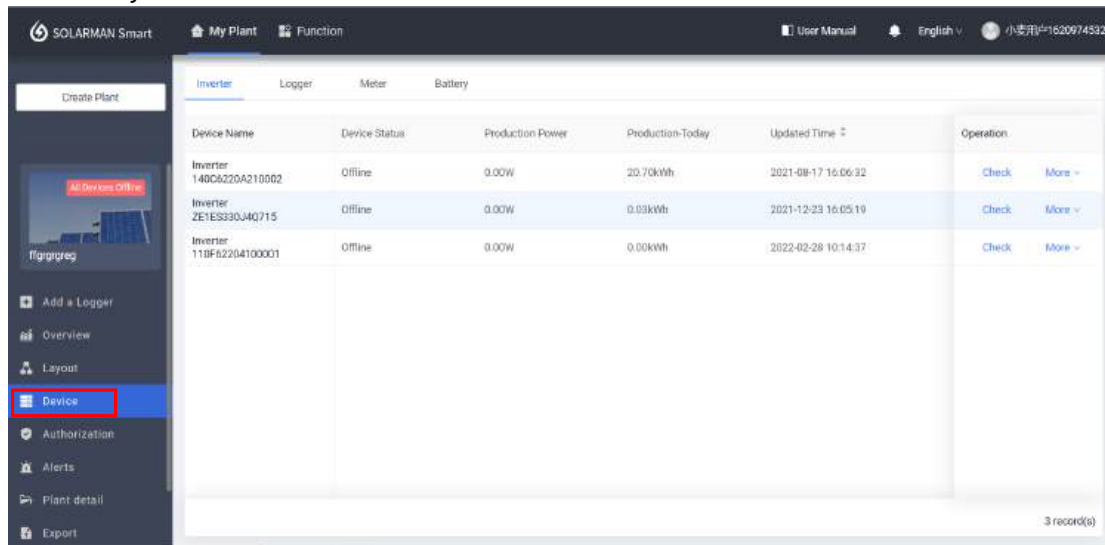 SOLARMAN Smart
My Plant Function
User Manual English 小麦用户1620974532
Create Plant
Inverter Logger Meter Battery
Device Name Device Status Production Power Production-Today Updated Time Operation
Inverter
140C6220A210002 Offline 0.00W 20.70kWh 2021-08-17 16:06:32 Check More
Inverter
ZE1ES330J4Q715 Offline 0.00W 0.03kWh 2021-12-23 16:05:19 Check More
Inverter
110F62204100001 Offline 0.00W 0.00kWh 2022-02-28 10:14:37 Check More
All Devices Offline
ffgrgrgreg
Add a Logger
Overview
Layout
Device
Authorization
Alerts
Plant detail
Export
3 record(s)